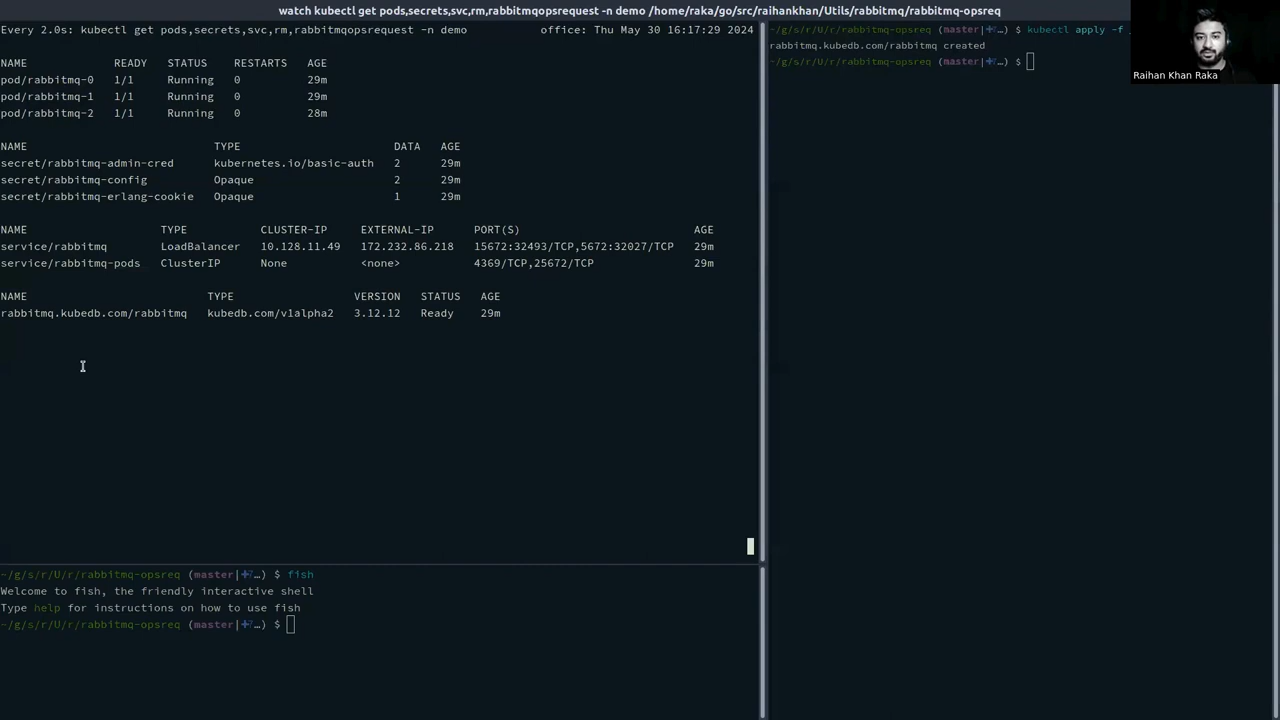 watch kubectl get pods,secrets,svc,rm,rabbitmqopsrequest -n demo /home/raka/go/src/raihankhan/Utils/rabbitmq/rabbitmq-opsreq
Every 2.0s: kubectl get pods,secrets,svc,rm,rabbitmqopsrequest -n demo office: Thu May 30 16:17:29 2024
NAME READY STATUS RESTARTS AGE
pod/rabbitmq-0 1/1 Running 0 29m
pod/rabbitmq-1 1/1 Running 0 29m
pod/rabbitmq-2 1/1 Running 0 28m
NAME TYPE DATA AGE
secret/rabbitmq-admin-cred kubernetes.io/basic-auth 2 29m
secret/rabbitmq-config Opaque 2 29m
secret/rabbitmq-erlang-cookie Opaque 1 29m
NAME TYPE CLUSTER-IP EXTERNAL-IP PORT(S) AGE
service/rabbitmq LoadBalancer 10.128.11.49 172.232.86.218 15672:32493/TCP,5672:32027/TCP 29m
service/rabbitmq-pods ClusterIP None <none> 4369/TCP,25672/TCP 29m
NAME TYPE VERSION STATUS AGE
rabbitmq.kubedb.com/rabbitmq kubedb.com/v1alpha2 3.12.12 Ready 29m
~/g/s/r/U/r/rabbitmq-opsreq (master|✚7…) $ fish
Welcome to fish, the friendly interactive shell
Type help for instructions on how to use fish
~/g/s/r/U/r/rabbitmq-opsreq (master|✚7…) $
~/g/s/r/U/r/rabbitmq-opsreq (master|✚7…) $ kubectl apply -f
rabbitmq.kubedb.com/rabbitmq created
~/g/s/r/U/r/rabbitmq-opsreq (master|✚7…) $
Raihan Khan Raka